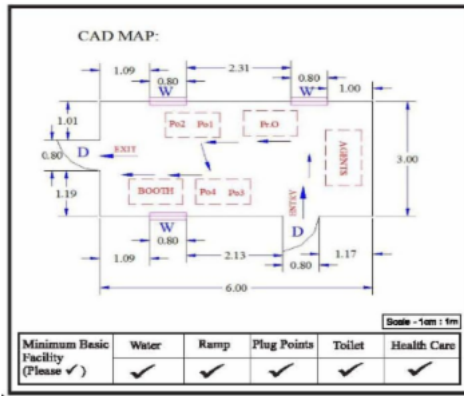 CAD MAP:
2.31
1.09
0.80
0.80
1.00
W
W
1.01
Po2 Po1
Pr.O
D
EXIT
0.80
AGENTS
3.00
1.19
BOOTH
Po4 Po3
ENTRY
W
D
0.80
1.09
2.13
0.80
1.17
6.00
Scale - 1cm : 1m
Minimum Basic Facility (Please ✓) Water Ramp Plug Points Toilet Health Care
✓ ✓ ✓ ✓ ✓